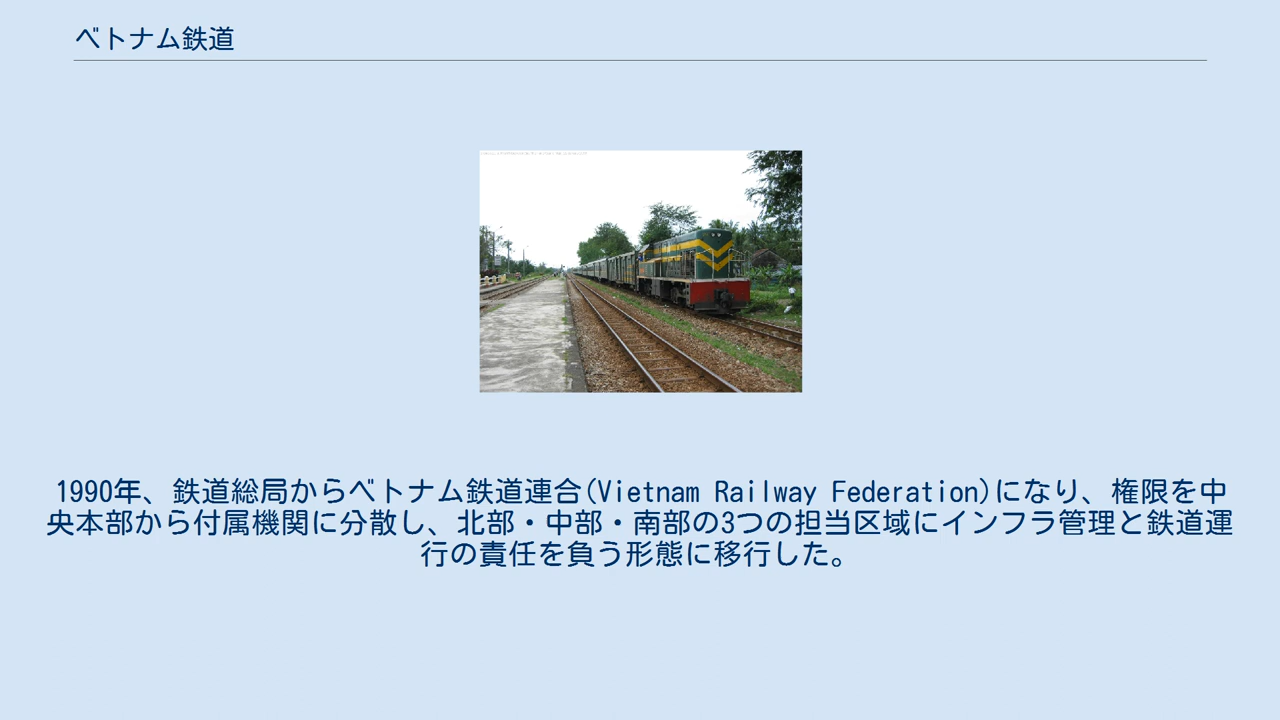 ベトナム鉄道
1990年、鉄道総局からベトナム鉄道連合(Vietnam Railway Federation)になり、権限を中
央本部から付属機関に分散し、北部・中部・南部の3つの担当区域にインフラ管理と鉄道運
行の責任を負う形態に移行した。